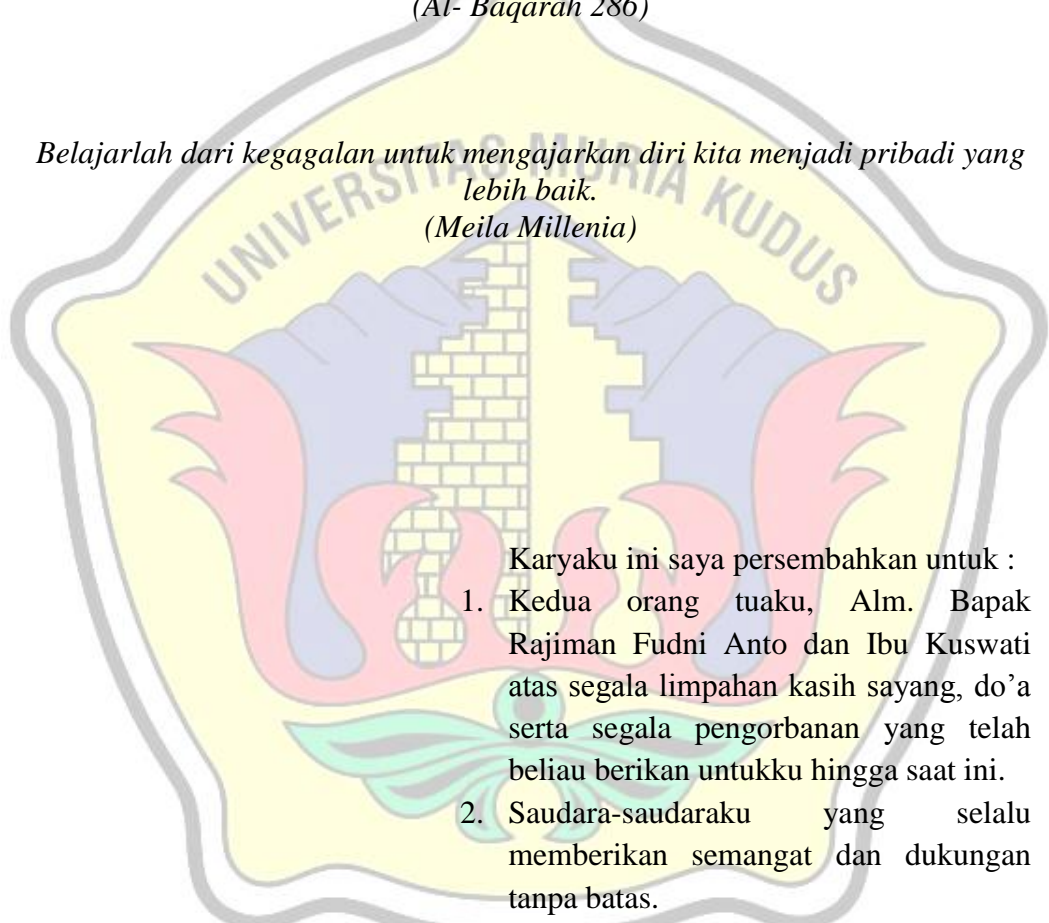 (Al- Baqarah 286)
Belajarlah dari kegagalan untuk mengajarkan diri kita menjadi pribadi yang
lebih baik.
(Meila Millenia)
UNIVERSITAS MURIA KUDUS
Karyaku ini saya persembahkan untuk :
1. Kedua orang tuaku, Alm. Bapak
Rajiman Fudni Anto dan Ibu Kuswati
atas segala limpahan kasih sayang, do’a
serta segala pengorbanan yang telah
beliau berikan untukku hingga saat ini.
2. Saudara-saudaraku yang selalu
memberikan semangat dan dukungan
tanpa batas.